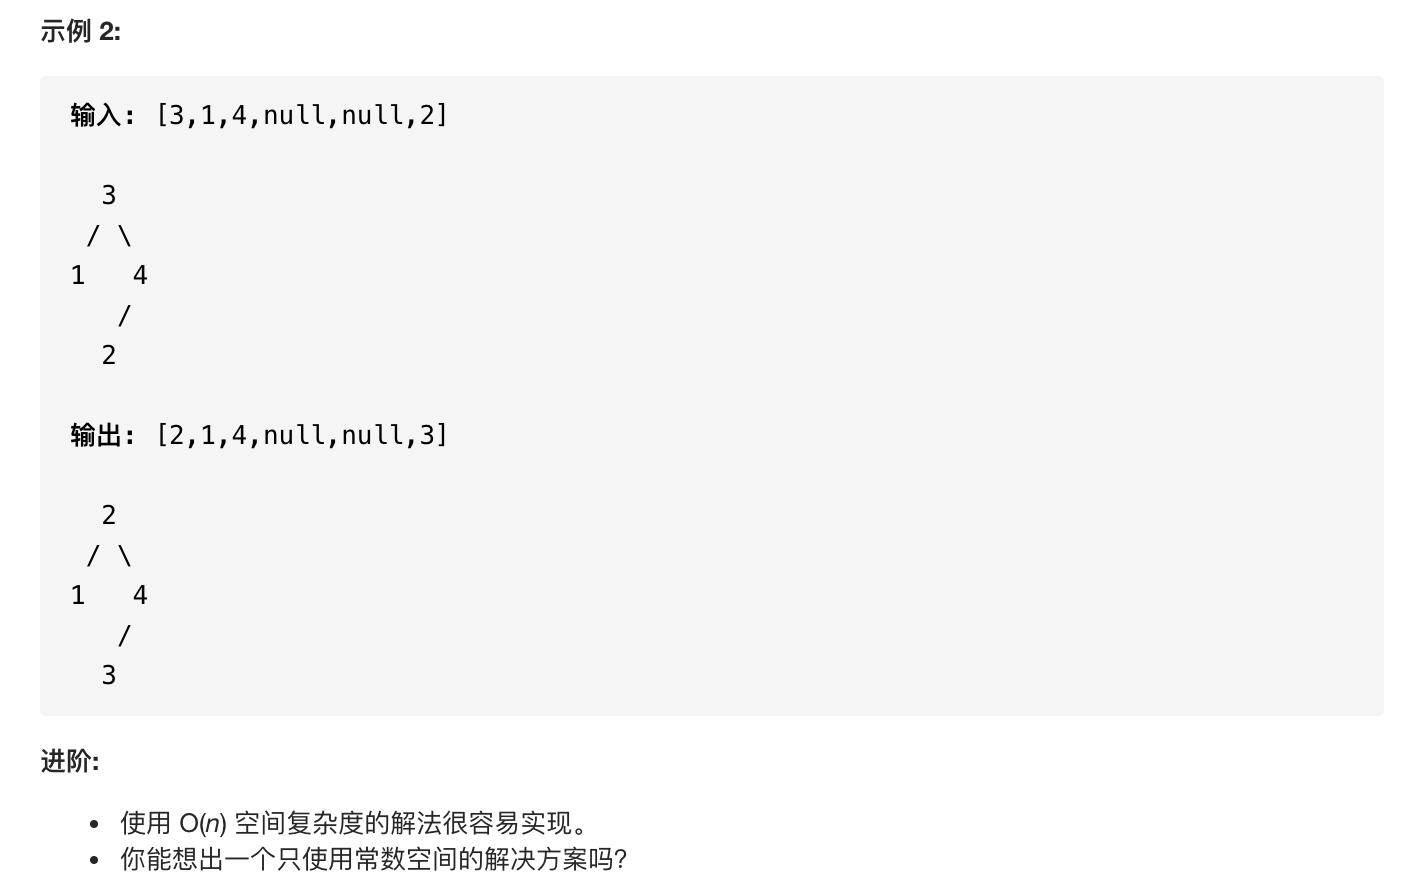 示例 2:
输入: [3,1,4,null,null,2]
3
/ \
1   4
/
2
输出: [2,1,4,null,null,3]
2
/ \
1   4
/
3
进阶:
• 使用 O(n) 空间复杂度的解法很容易实现。
• 你能想出一个只使用常数空间的解决方案吗?